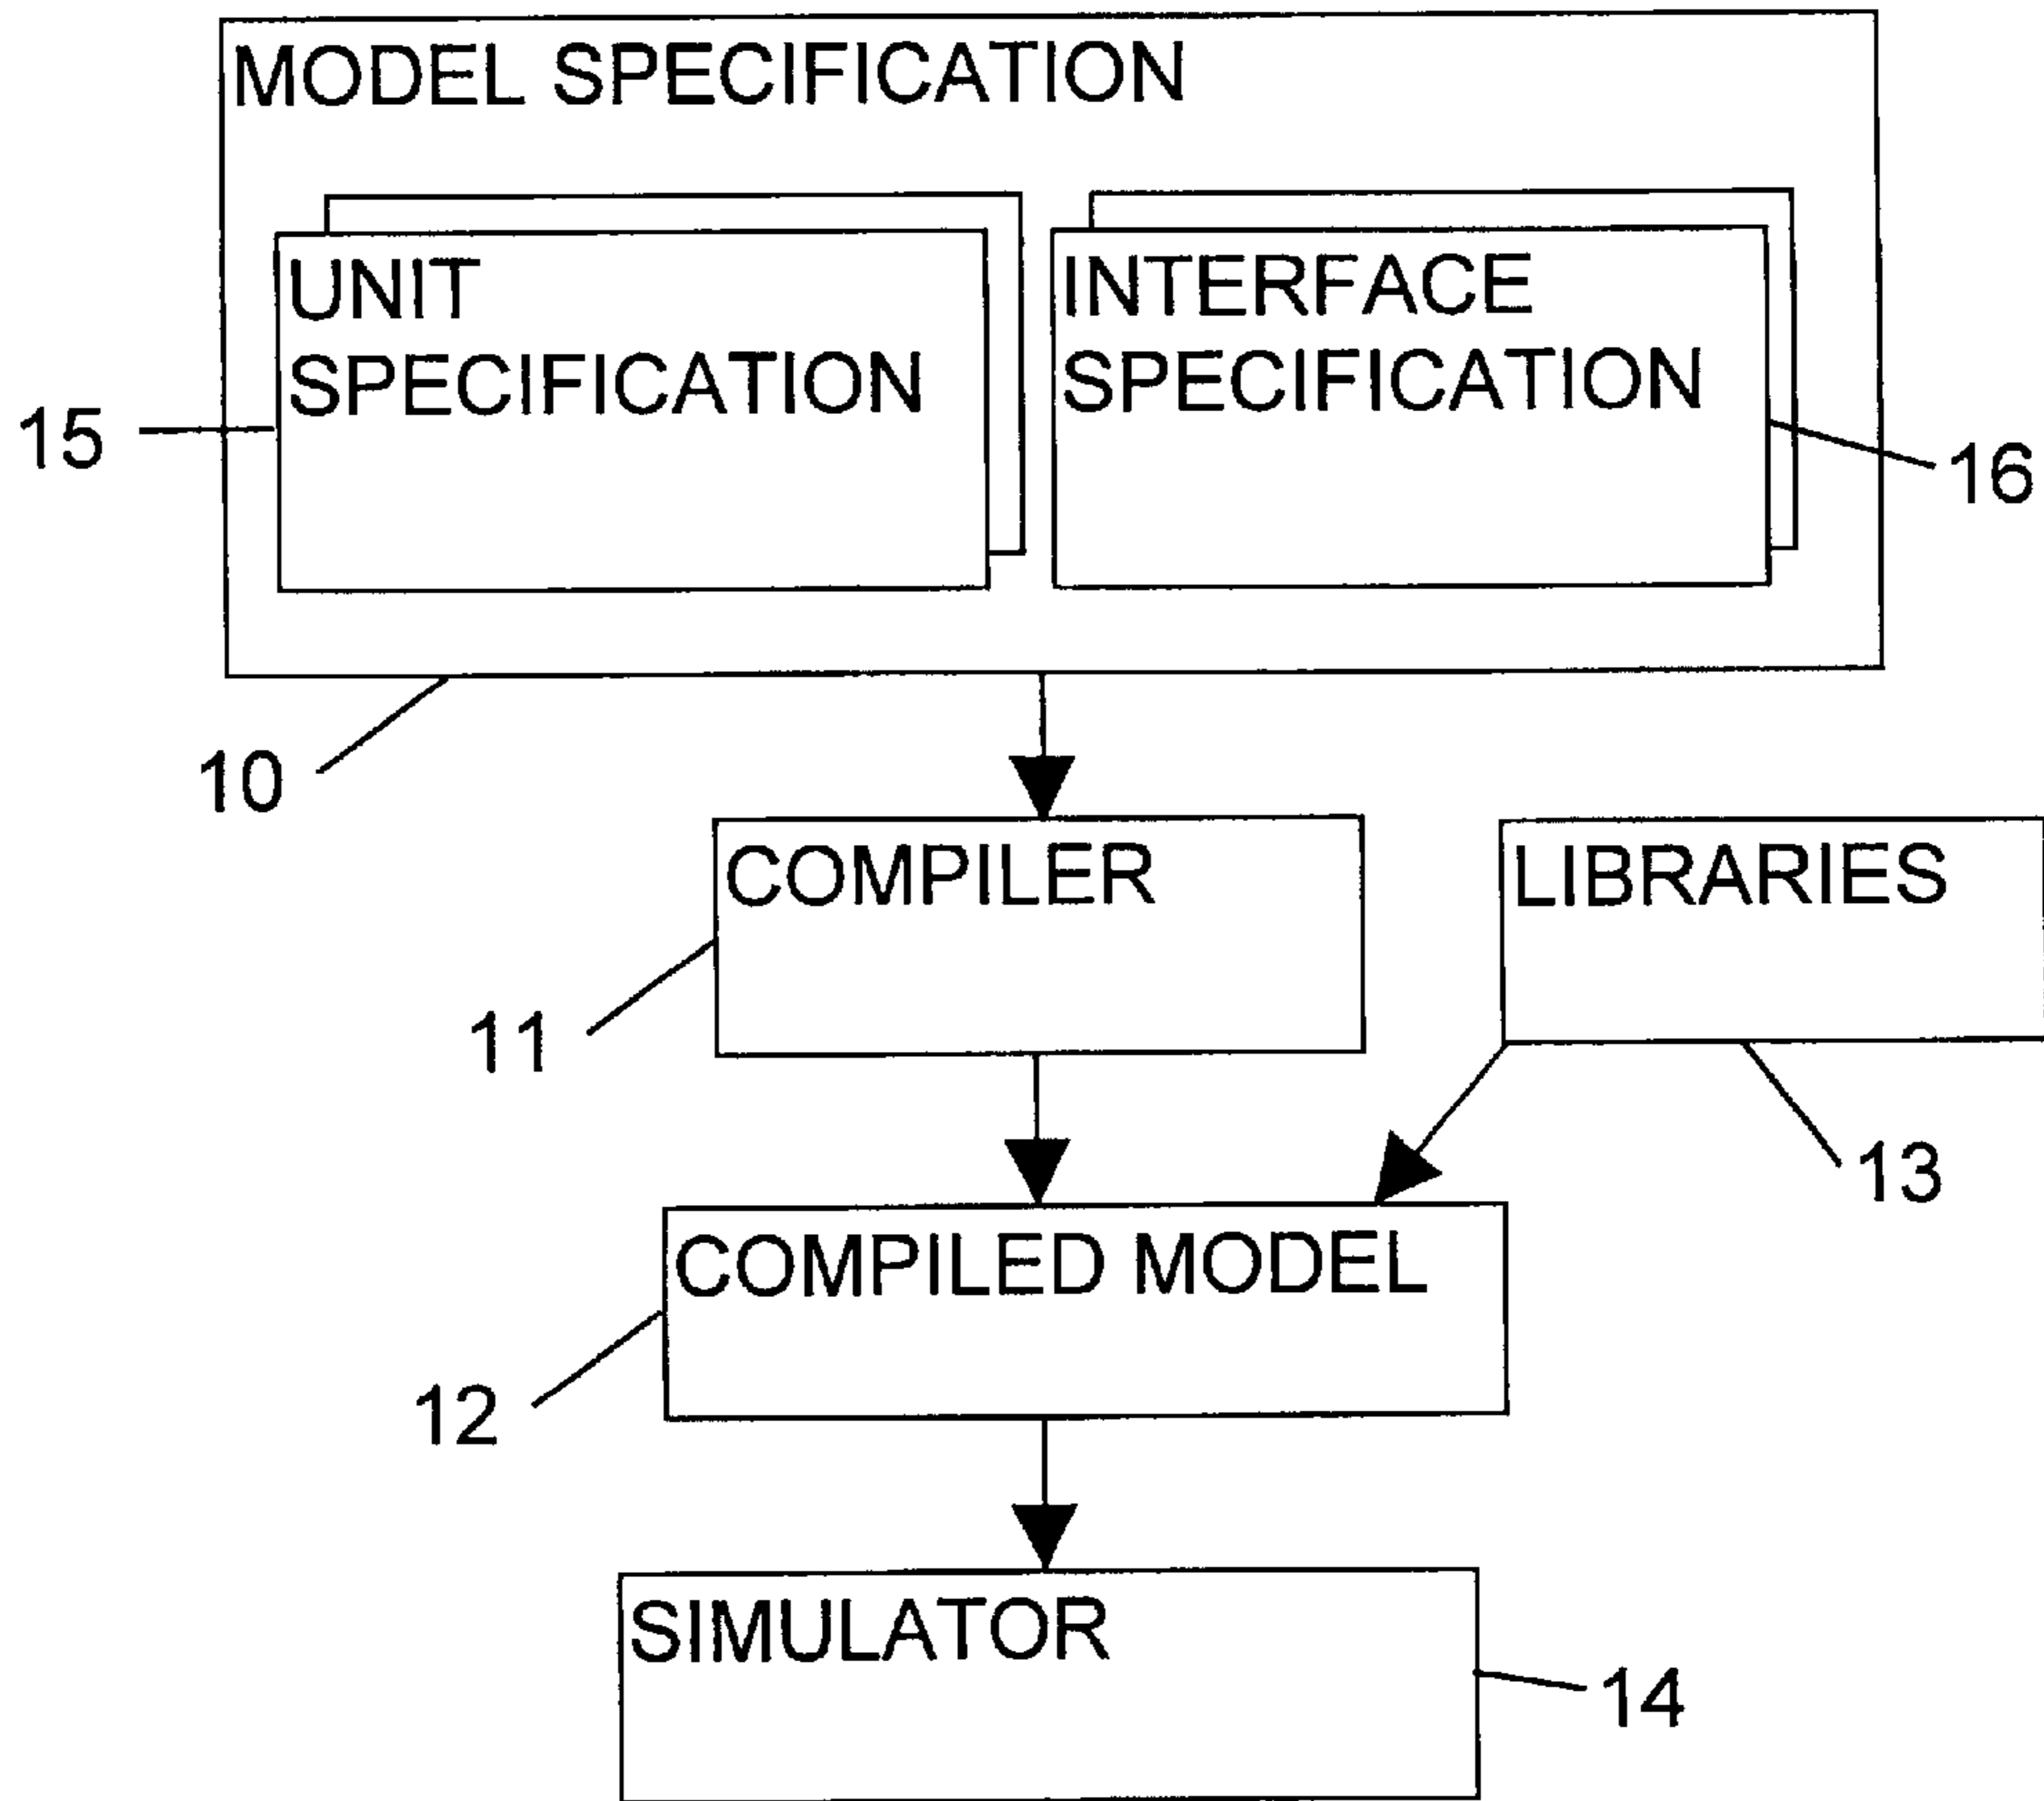 MODEL SPECIFICATION
UNIT
SPECIFICATION
INTERFACE
SPECIFICATION
15
16
10
COMPILER
LIBRARIES
11
13
COMPILED MODEL
12
SIMULATOR
14